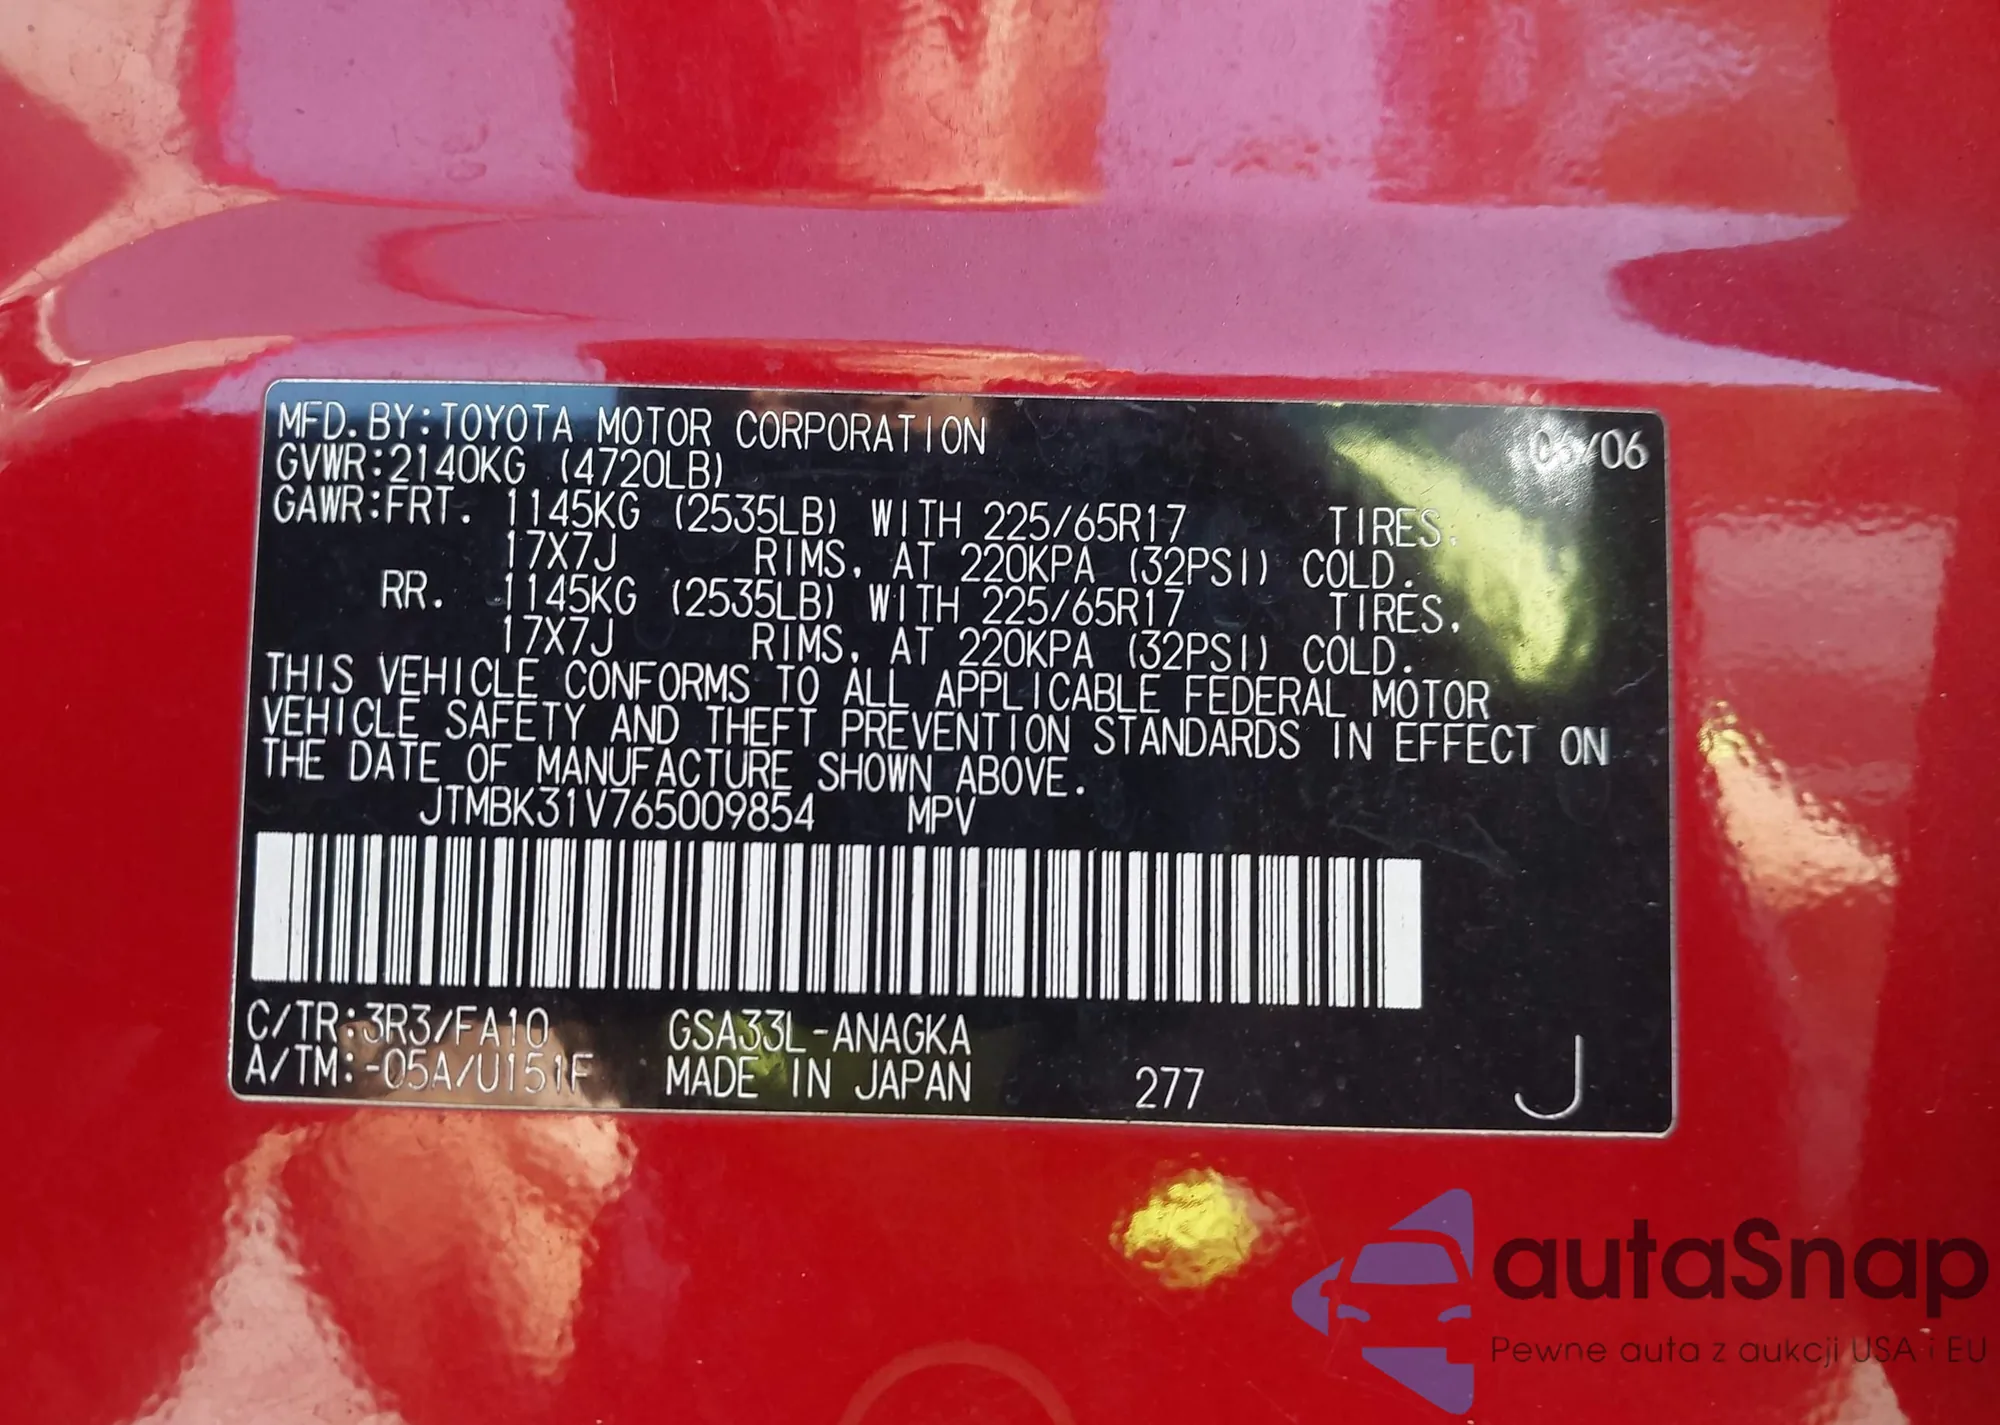 MFD. BY: TOYOTA MOTOR CORPORATION 06/06
GVWR: 2140KG (4720LB)
GAWR: FRT. 1145KG (2535LB) WITH 225/65R17 TIRES,
17X7J RIMS, AT 220KPA (32PSI) COLD.
RR. 1145KG (2535LB) WITH 225/65R17 TIRES,
17X7J RIMS, AT 220KPA (32PSI) COLD.
THIS VEHICLE CONFORMS TO ALL APPLICABLE FEDERAL MOTOR
VEHICLE SAFETY AND THEFT PREVENTION STANDARDS IN EFFECT ON
THE DATE OF MANUFACTURE SHOWN ABOVE.
JTMBK31V765009854 MPV
C/TR: 3R3/FA10 GSA33L-ANAGKA
A/TM: -05A/U151F MADE IN JAPAN 277 J
autaSnap
Pewne auta z aukcji USA i EU